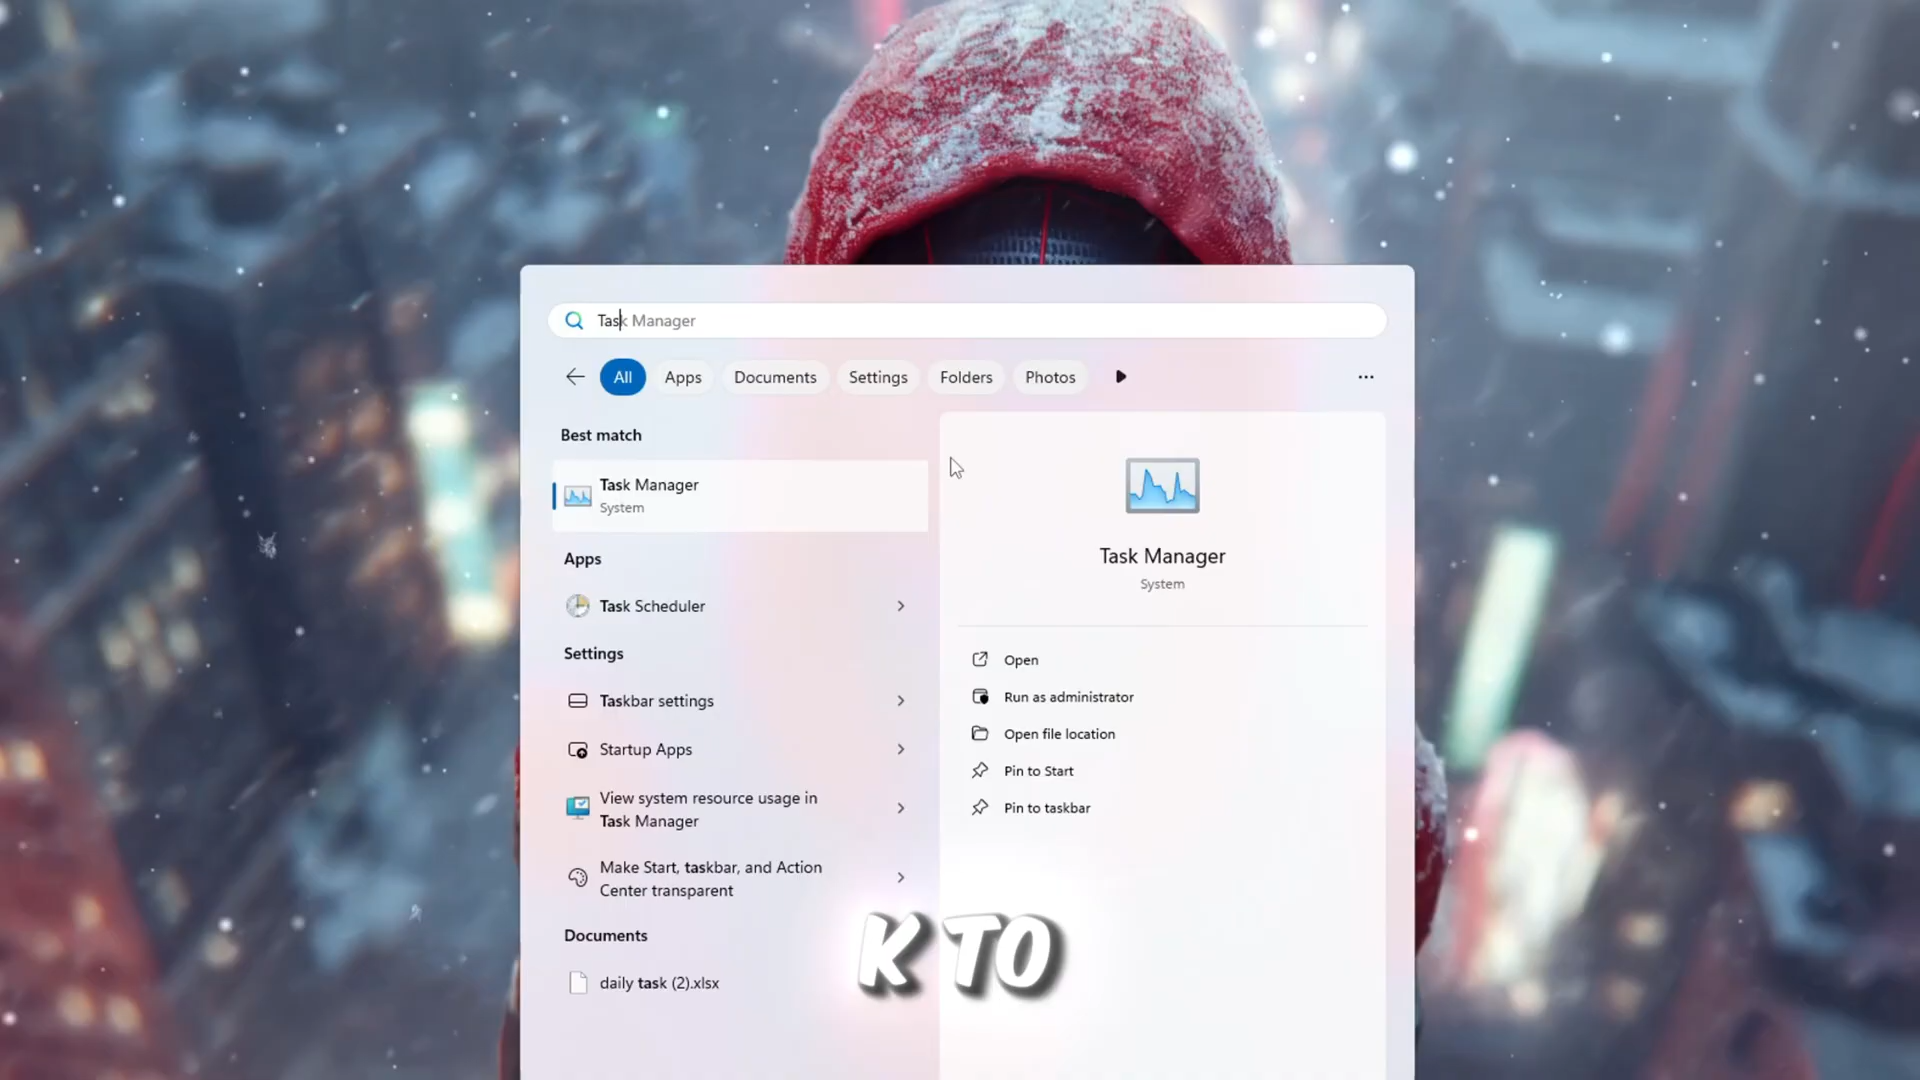 Task Manager
All Apps Documents Settings Folders Photos
Best match
Task Manager
System
Apps
Task Scheduler
Settings
Taskbar settings
Startup Apps
View system resource usage in
Task Manager
Make Start, taskbar, and Action
Center transparent
Documents
daily task (2).xlsx
Task Manager
System
Open
Run as administrator
Open file location
Pin to Start
Pin to taskbar
K TO